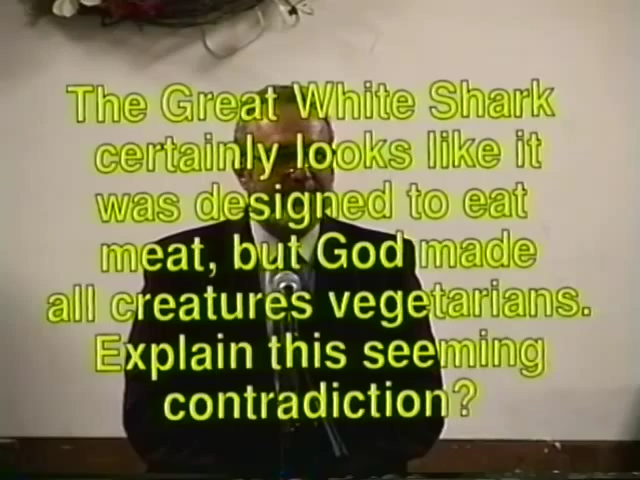 The Great White Shark
certainly looks like it
was designed to eat
meat, but God made
all creatures vegetarians.
Explain this seeming
contradiction?